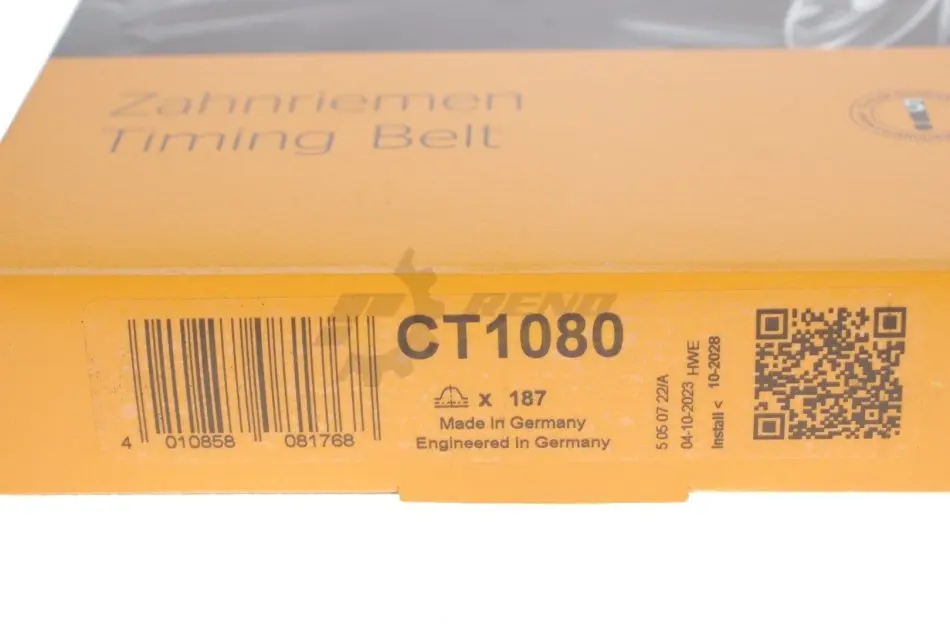 Zahnriemen
Timing Belt
REND
CT1080
x 187
Made in Germany
Engineered in Germany
4 010858 081768
5 05 07 22/A
04-10-2023 HWE
Install < 10-2028